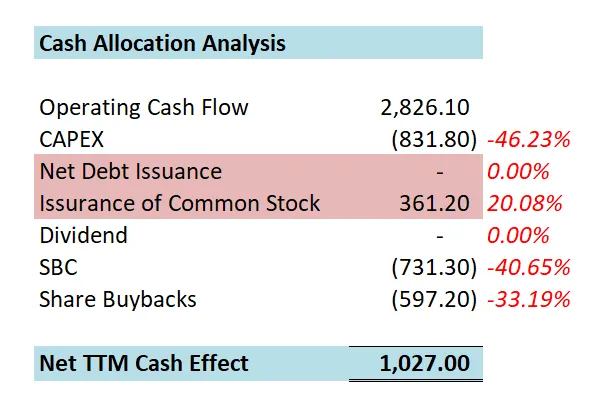 Cash Allocation Analysis
Operating Cash Flow 2,826.10
CAPEX (831.80) -46.23%
Net Debt Issuance - 0.00%
Issurance of Common Stock 361.20 20.08%
Dividend - 0.00%
SBC (731.30) -40.65%
Share Buybacks (597.20) -33.19%
Net TTM Cash Effect 1,027.00